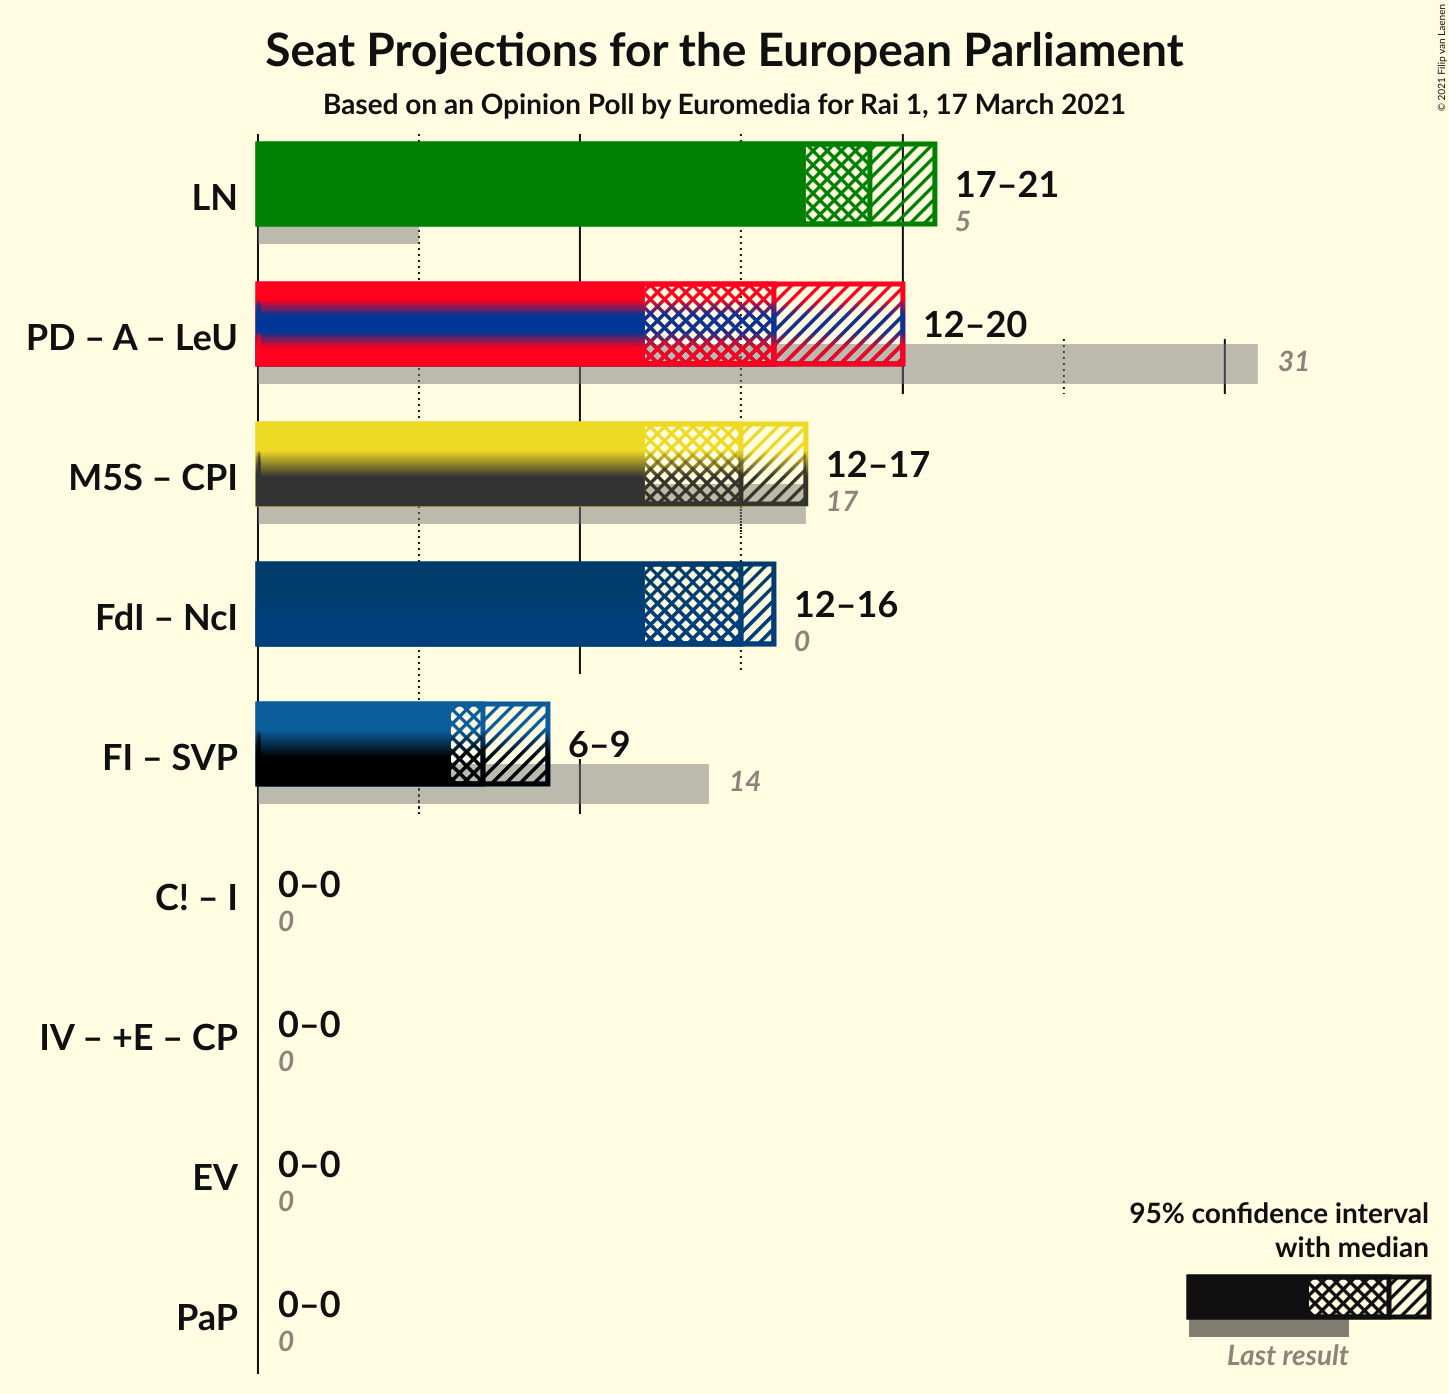 Seat Projections for the European Parliament
Based on an Opinion Poll by Euromedia for Rai 1, 17 March 2021
© 2021 Filip van Laenen
LN
17–21
5
PD – A – LeU
12–20
31
M5S – CPI
12–17
17
FdI – NcI
12–16
0
FI – SVP
6–9
14
C! – I
0–0
0
IV – +E – CP
0–0
0
EV
0–0
0
PaP
0–0
0
95% confidence interval
with median
Last result